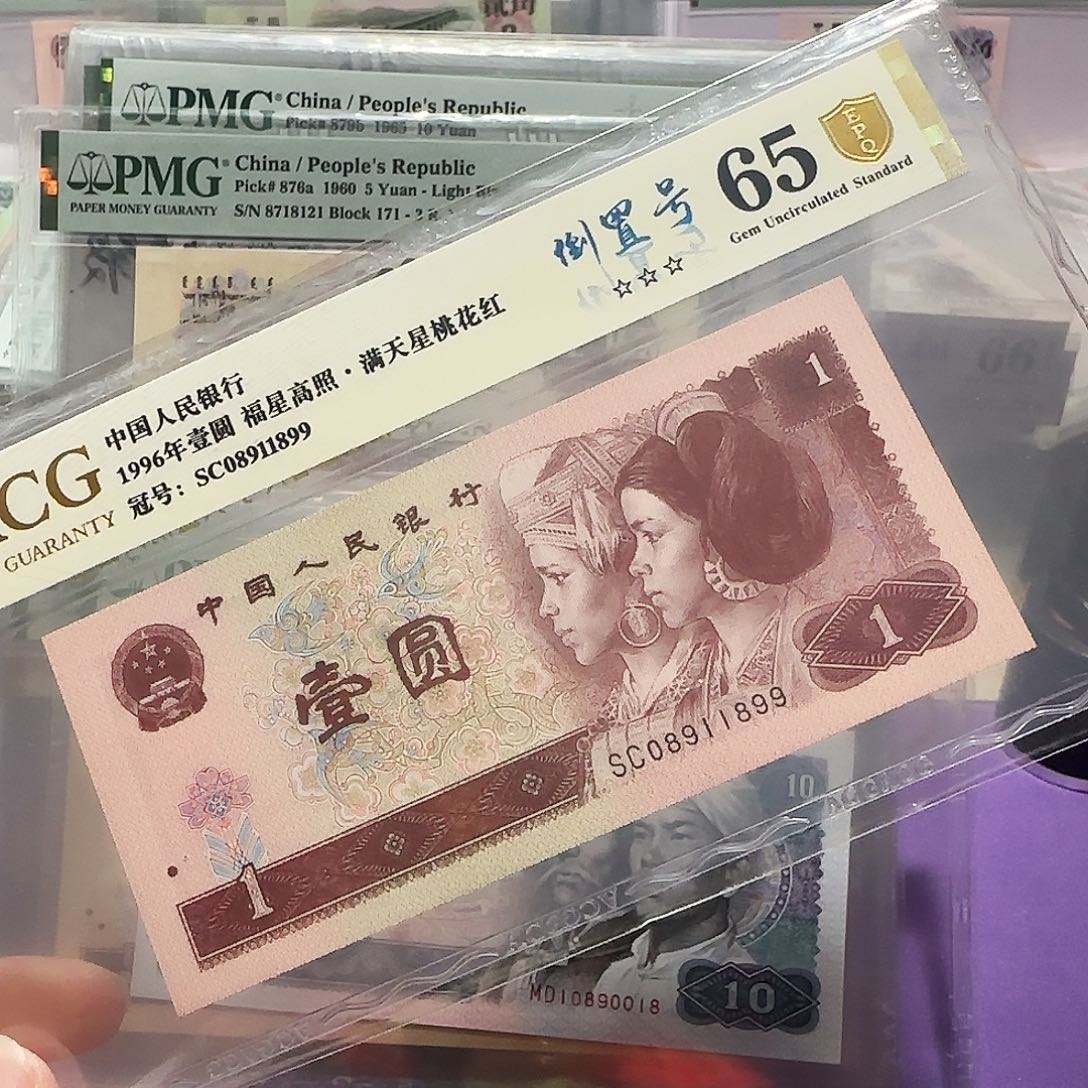 PMG China / People's Republic
Pick# 879b 1965 10 Yuan
PMG China / People's Republic
PAPER MONEY GUARANTY
Pick# 876a 1960 5 Yuan - Light
S/N 8718121 Block 171 -
CG
GUARANTY
中国人民银行
1996年壹圆 福星高照·满天星桃花红
冠号: SC08911899
倒置号
☆☆☆
65
EPQ
Gem Uncirculated Standard
66
中国人民银行
壹圆
1
1
1
SC08911899
10
MD10890018
10